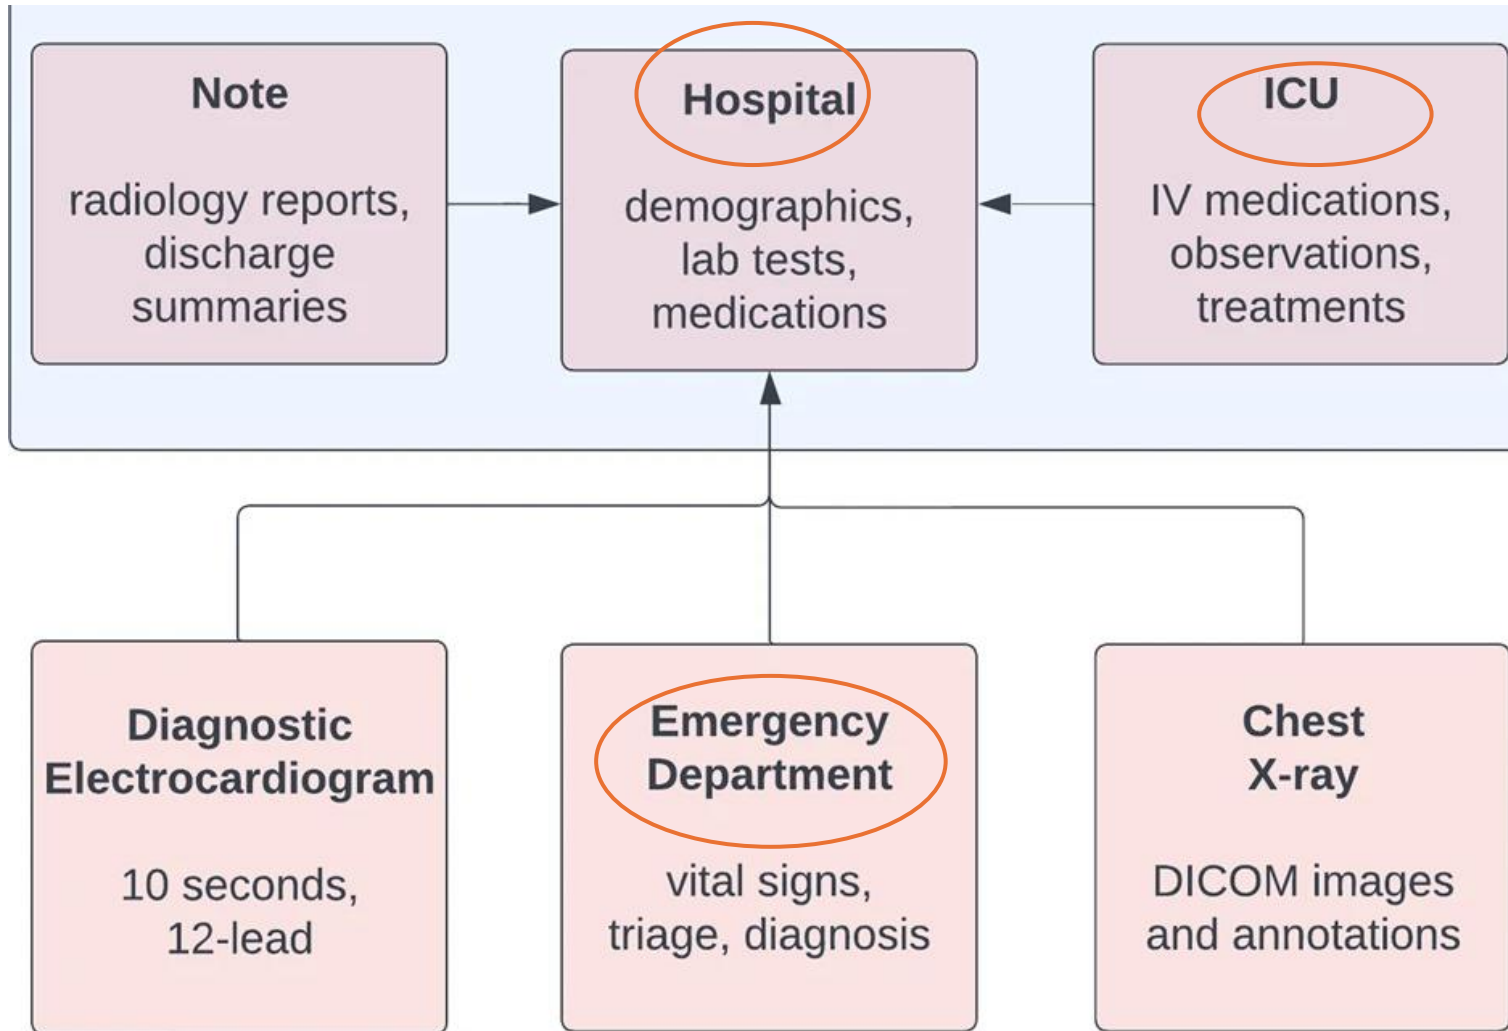 Note
radiology reports,
discharge
summaries
Hospital
demographics,
lab tests,
medications
ICU
IV medications,
observations,
treatments
Diagnostic
Electrocardiogram
10 seconds,
12-lead
Emergency
Department
vital signs,
triage, diagnosis
Chest
X-ray
DICOM images
and annotations